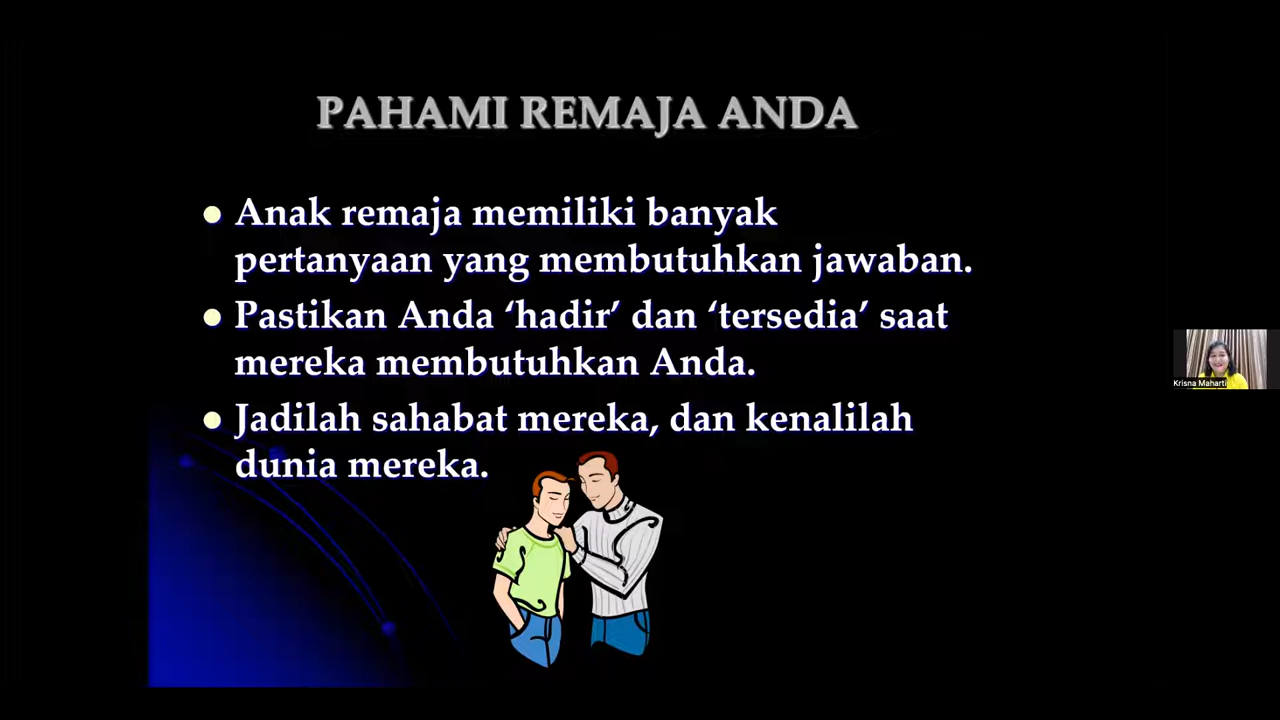 PAHAMI REMAJA ANDA
Anak remaja memiliki banyak
pertanyaan yang membutuhkan jawaban.
Pastikan Anda ‘hadir’ dan ‘tersedia’ saat
mereka membutuhkan Anda.
Jadilah sahabat mereka, dan kenalilah
dunia mereka.
Krisna Maharti